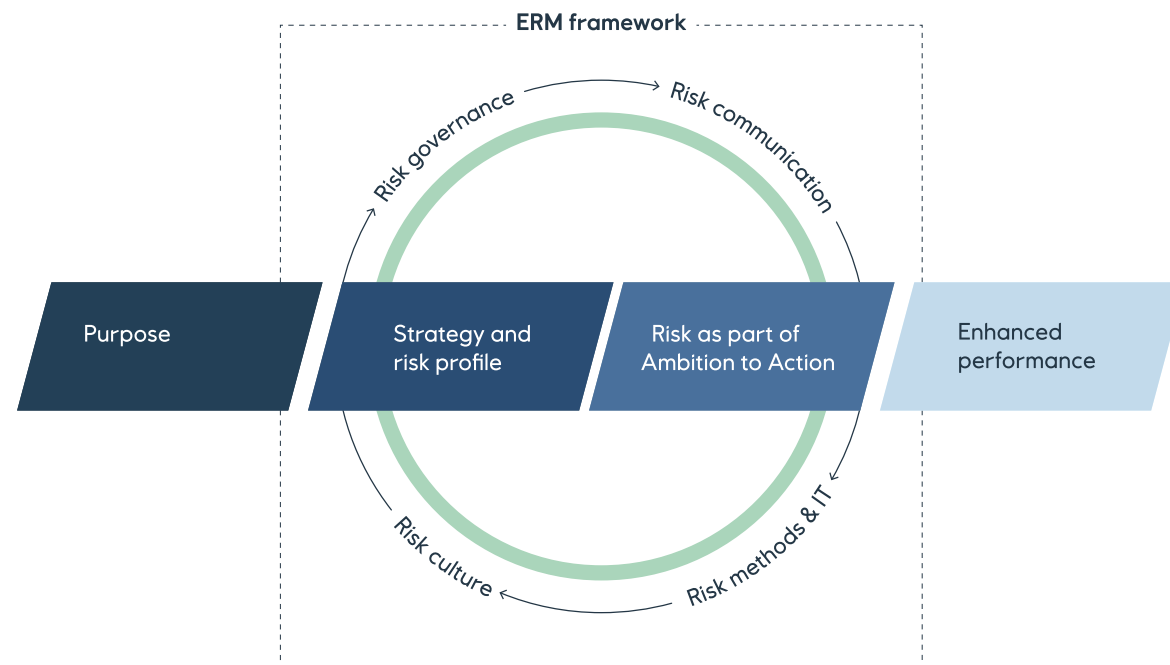 ERM framework
Risk governance
Risk communication
Purpose
Strategy and
risk profile
Risk as part of
Ambition to Action
Enhanced
performance
Risk culture
Risk methods & IT